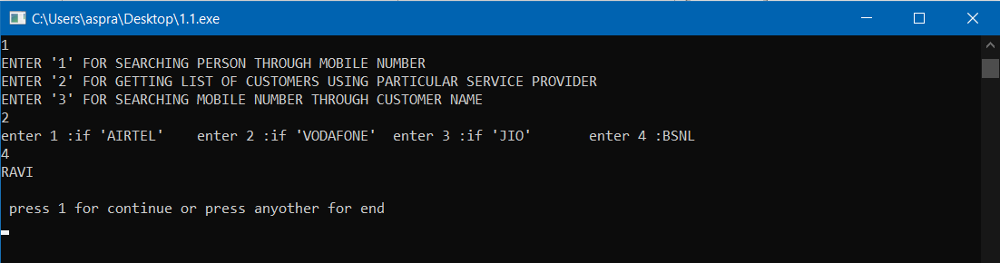 C:\Users\aspra\Desktop\1.1.exe
1
ENTER '1' FOR SEARCHING PERSON THROUGH MOBILE NUMBER
ENTER '2' FOR GETTING LIST OF CUSTOMERS USING PARTICULAR SERVICE PROVIDER
ENTER '3' FOR SEARCHING MOBILE NUMBER THROUGH CUSTOMER NAME
2
enter 1 :if 'AIRTEL'    enter 2 :if 'VODAFONE'  enter 3 :if 'JIO'       enter 4 :BSNL
4
RAVI
press 1 for continue or press anyother for end